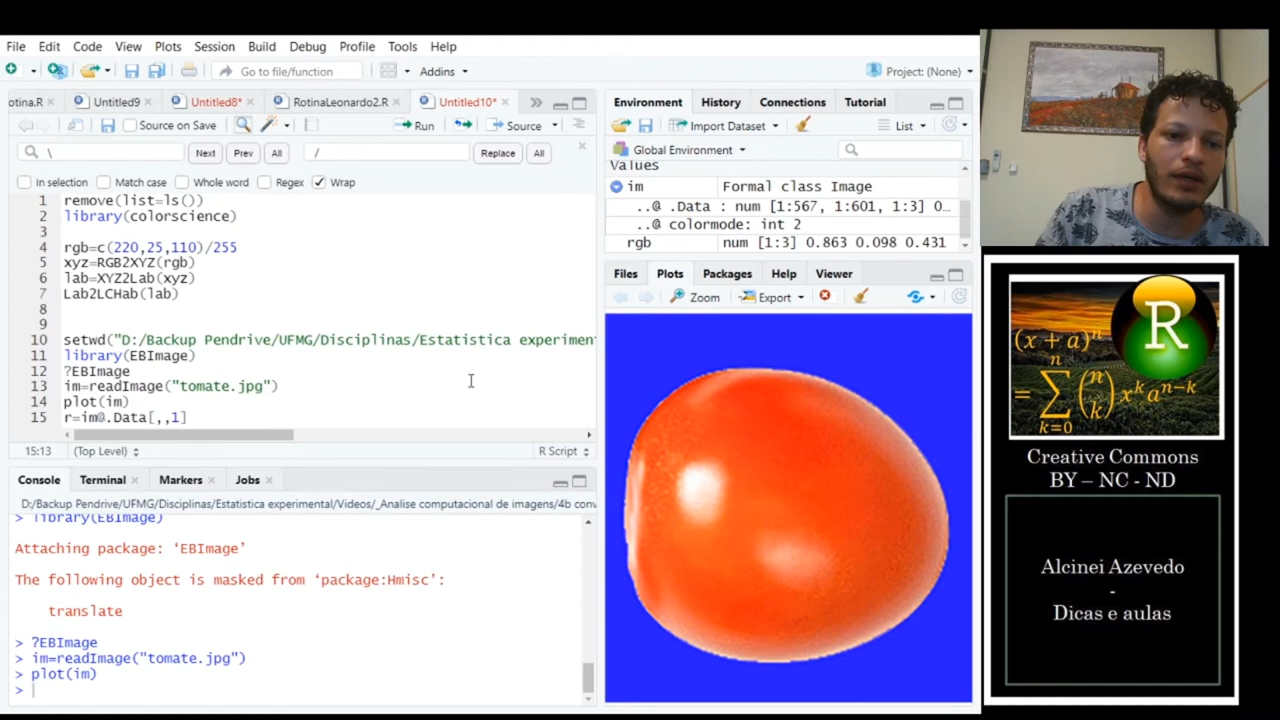 File Edit Code View Plots Session Build Debug Profile Tools Help
Go to file/function Addins Project: (None)
otina.R Untitled9 Untitled8* RotinaLeonardo2.R Untitled10*
Source on Save Run Source
\ Next Prev All / Replace All
In selection Match case Whole word Regex Wrap
1 remove(list=ls())
2 library(colorscience)
3
4 rgb=c(220,25,110)/255
5 xyz=RGB2XYZ(rgb)
6 lab=XYZ2Lab(xyz)
7 Lab2LCHab(lab)
8
9
10 setwd("D:/Backup Pendrive/UFMG/Disciplinas/Estatistica experimen
11 library(EBImage)
12 ?EBImage
13 im=readImage("tomate.jpg")
14 plot(im)
15 r=im@.Data[,,1]
15:13 (Top Level) R Script
Console Terminal Markers Jobs
D:/Backup Pendrive/UFMG/Disciplinas/Estatistica experimental/Videos/_Analise computacional de imagens/4b conv
> library(EBImage)
Attaching package: ‘EBImage’
The following object is masked from ‘package:Hmisc’:
translate
> ?EBImage
> im=readImage("tomate.jpg")
> plot(im)
>
Environment History Connections Tutorial
Import Dataset List
Global Environment
Values
im Formal class Image
..@ .Data : num [1:567, 1:601, 1:3] 0...
..@ colormode: int 2
rgb num [1:3] 0.863 0.098 0.431
Files Plots Packages Help Viewer
Zoom Export
R
(x + a)^n
= ∑ n k=0 (n k) x^k a^n−k
Creative Commons
BY – NC - ND
Alcinei Azevedo
-
Dicas e aulas